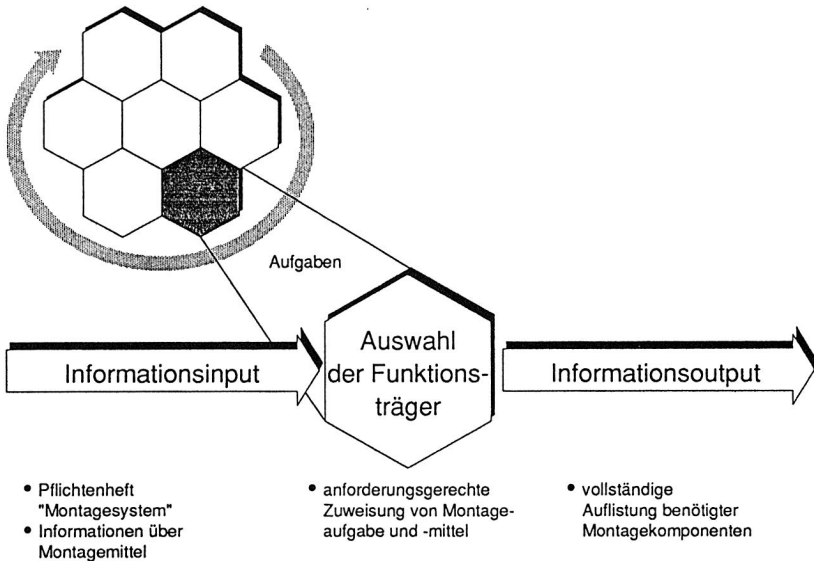 Aufgaben
Auswahl
der Funktions-
träger
Informationsinput
Informationsoutput
• Pflichtenheft
"Montagesystem"
• Informationen über
Montagemittel
• anforderungsgerechte
Zuweisung von Montage-
aufgabe und -mittel
• vollständige
Auflistung benötigter
Montagekomponenten